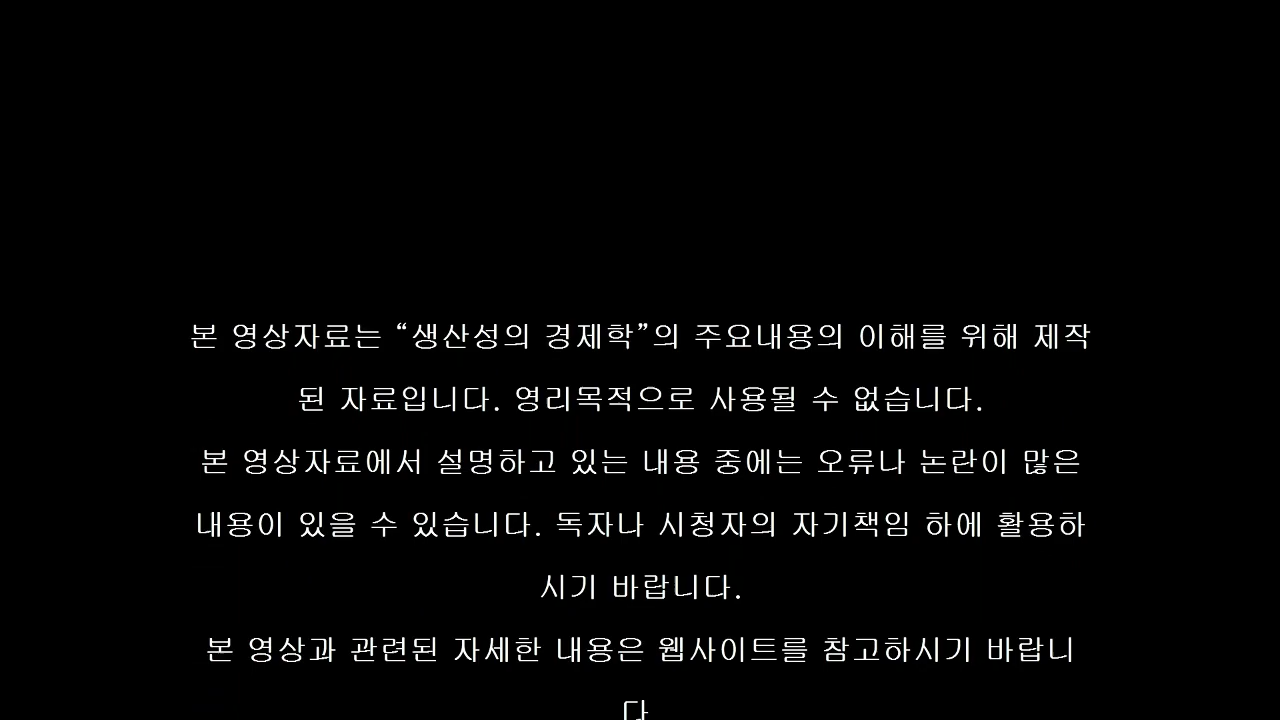 본 영상자료는 “생산성의 경제학”의 주요내용의 이해를 위해 제작
된 자료입니다. 영리목적으로 사용될 수 없습니다.
본 영상자료에서 설명하고 있는 내용 중에는 오류나 논란이 많은
내용이 있을 수 있습니다. 독자나 시청자의 자기책임 하에 활용하
시기 바랍니다.
본 영상과 관련된 자세한 내용은 웹사이트를 참고하시기 바랍니
다